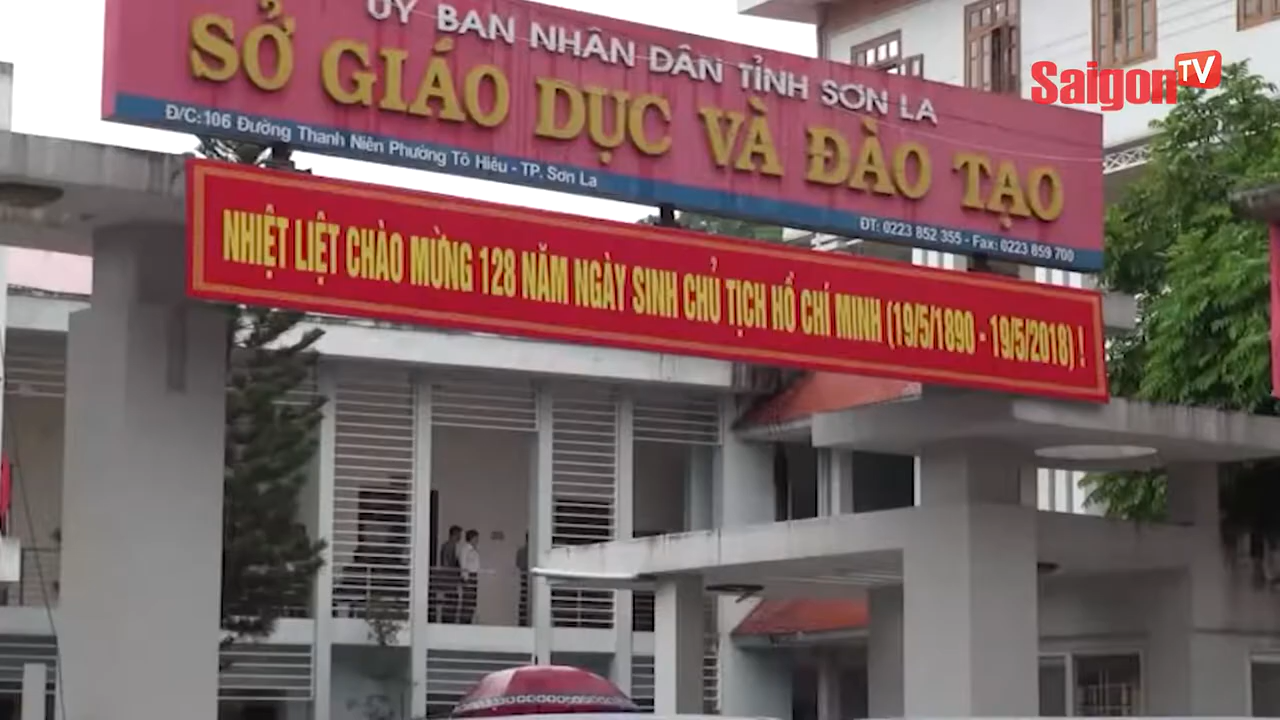 ỦY BAN NHÂN DÂN TỈNH SƠN LA
SaigonTV
SỞ GIÁO DỤC VÀ ĐÀO TẠO
Đ/C:106 Đường Thanh Niên Phường Tô Hiêu - TP. Sơn La
ĐT: 0223 852 355 - Fax: 0223 859 700
NHIỆT LIỆT CHÀO MỪNG 128 NĂM NGÀY SINH CHỦ TỊCH HỒ CHÍ MINH (19/5/1890 - 19/5/2018) !